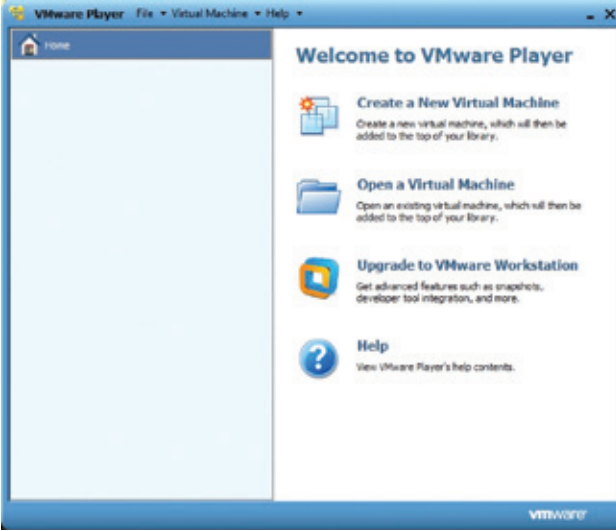 VMware Player File Virtual Machine Help
Home
Welcome to VMware Player
Create a New Virtual Machine
Create a new virtual machine, which will then be
added to the top of your library.
Open a Virtual Machine
Open an existing virtual machine, which will then be
added to the top of your library.
Upgrade to VMware Workstation
Get advanced features such as snapshots,
developer tool integration, and more.
Help
View VMware Player's help contents.
vmware